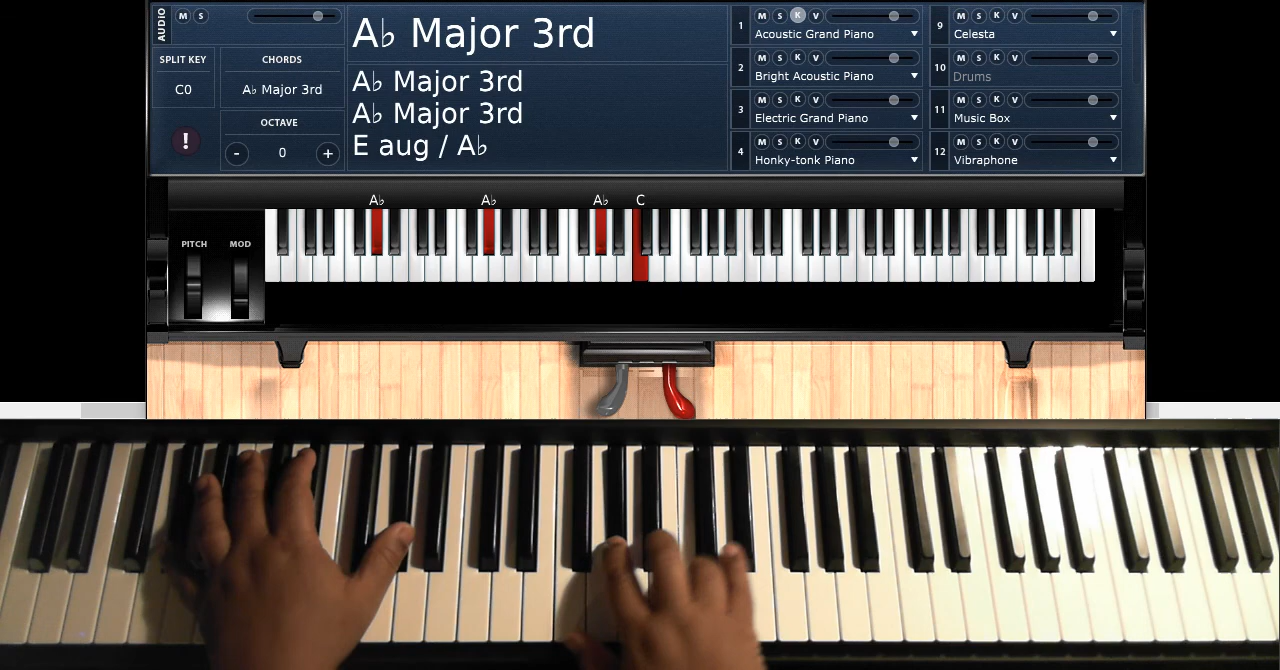 AUDIO
M S
SPLIT KEY
C0
!
CHORDS
A♭ Major 3rd
OCTAVE
- 0 +
A♭ Major 3rd
A♭ Major 3rd
A♭ Major 3rd
E aug / A♭
1 M S K V
Acoustic Grand Piano
2 M S K V
Bright Acoustic Piano
3 M S K V
Electric Grand Piano
4 M S K V
Honky-tonk Piano
9 M S K V
Celesta
10 M S K V
Drums
11 M S K V
Music Box
12 M S K V
Vibraphone
A♭ A♭ A♭ C
PITCH MOD